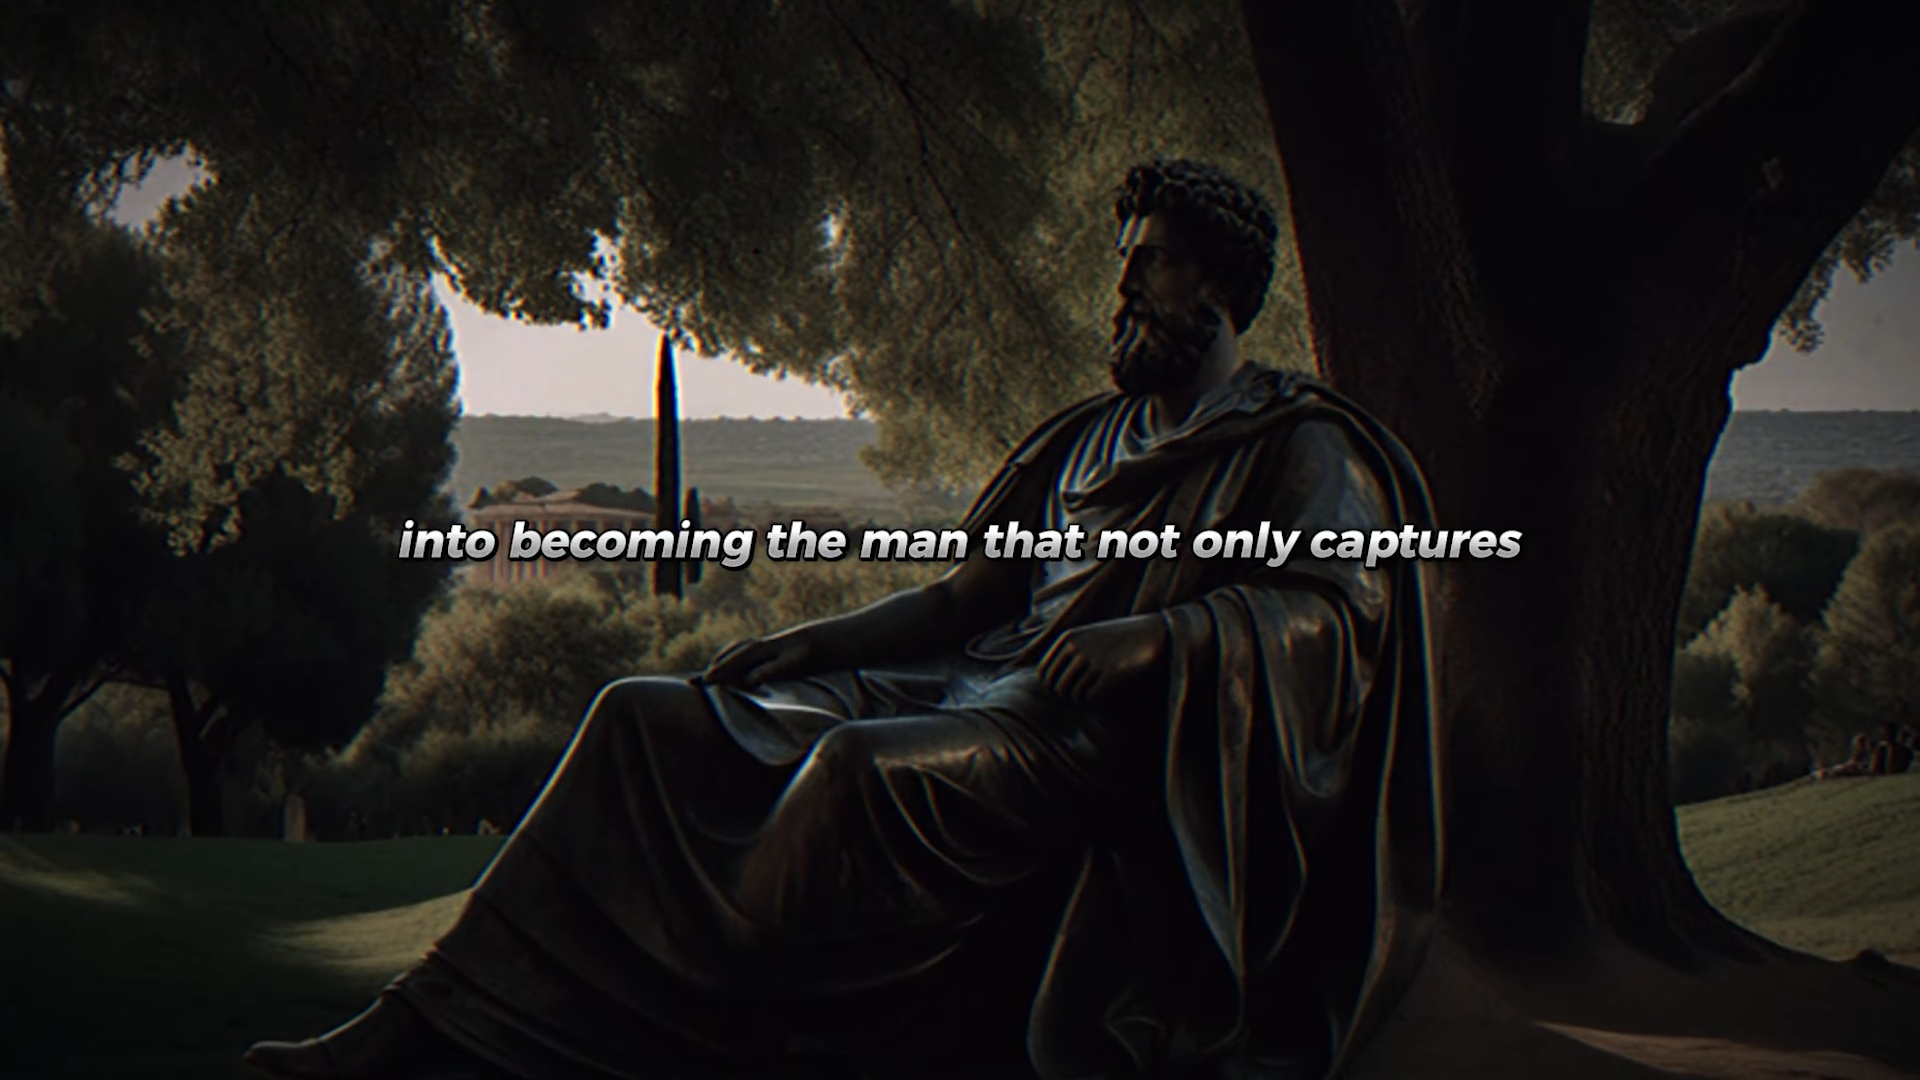 into becoming the man that not only captures